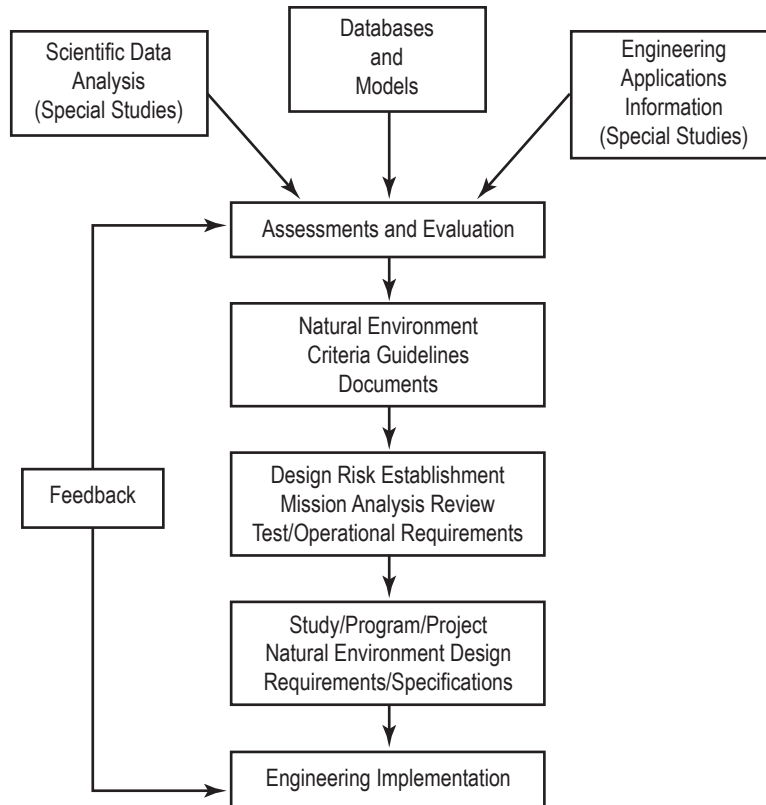 Scientific Data
Analysis
(Special Studies)
Databases
and
Models
Engineering
Applications
Information
(Special Studies)
Assessments and Evaluation
Natural Environment
Criteria Guidelines
Documents
Design Risk Establishment
Mission Analysis Review
Test/Operational Requirements
Feedback
Study/Program/Project
Natural Environment Design
Requirements/Specifications
Engineering Implementation